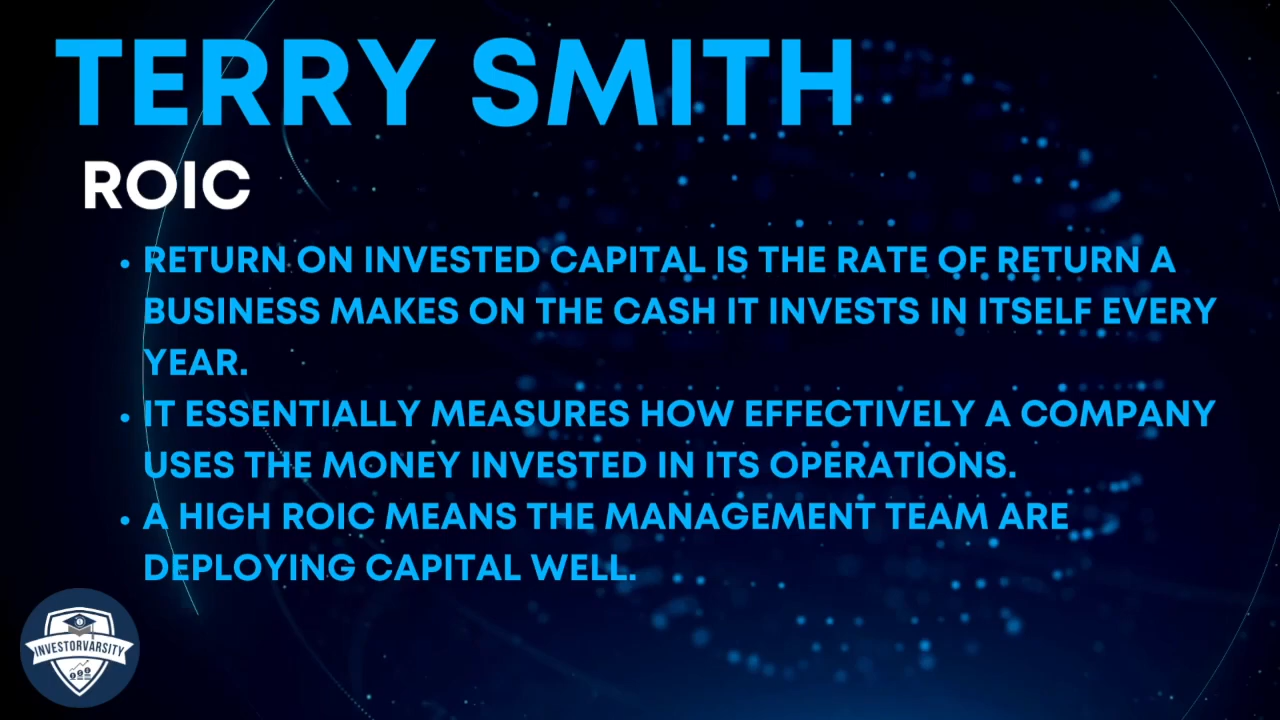 TERRY SMITH
ROIC
• RETURN ON INVESTED CAPITAL IS THE RATE OF RETURN A
BUSINESS MAKES ON THE CASH IT INVESTS IN ITSELF EVERY
YEAR.
• IT ESSENTIALLY MEASURES HOW EFFECTIVELY A COMPANY
USES THE MONEY INVESTED IN ITS OPERATIONS.
• A HIGH ROIC MEANS THE MANAGEMENT TEAM ARE
DEPLOYING CAPITAL WELL.
INVESTORVARSITY